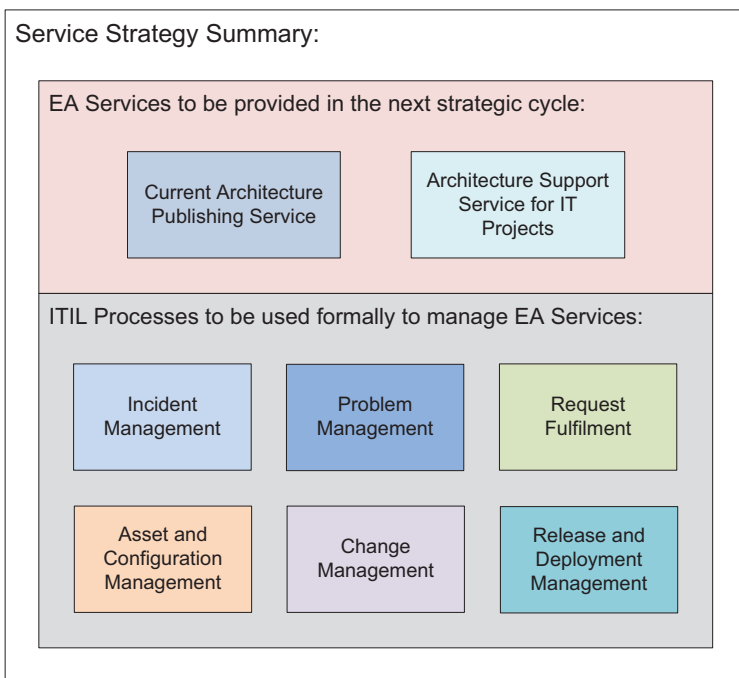 Service Strategy Summary:
EA Services to be provided in the next strategic cycle:
Current Architecture
Publishing Service
Architecture Support
Service for IT
Projects
ITIL Processes to be used formally to manage EA Services:
Incident
Management
Problem
Management
Request
Fulfilment
Asset and
Configuration
Management
Change
Management
Release and
Deployment
Management